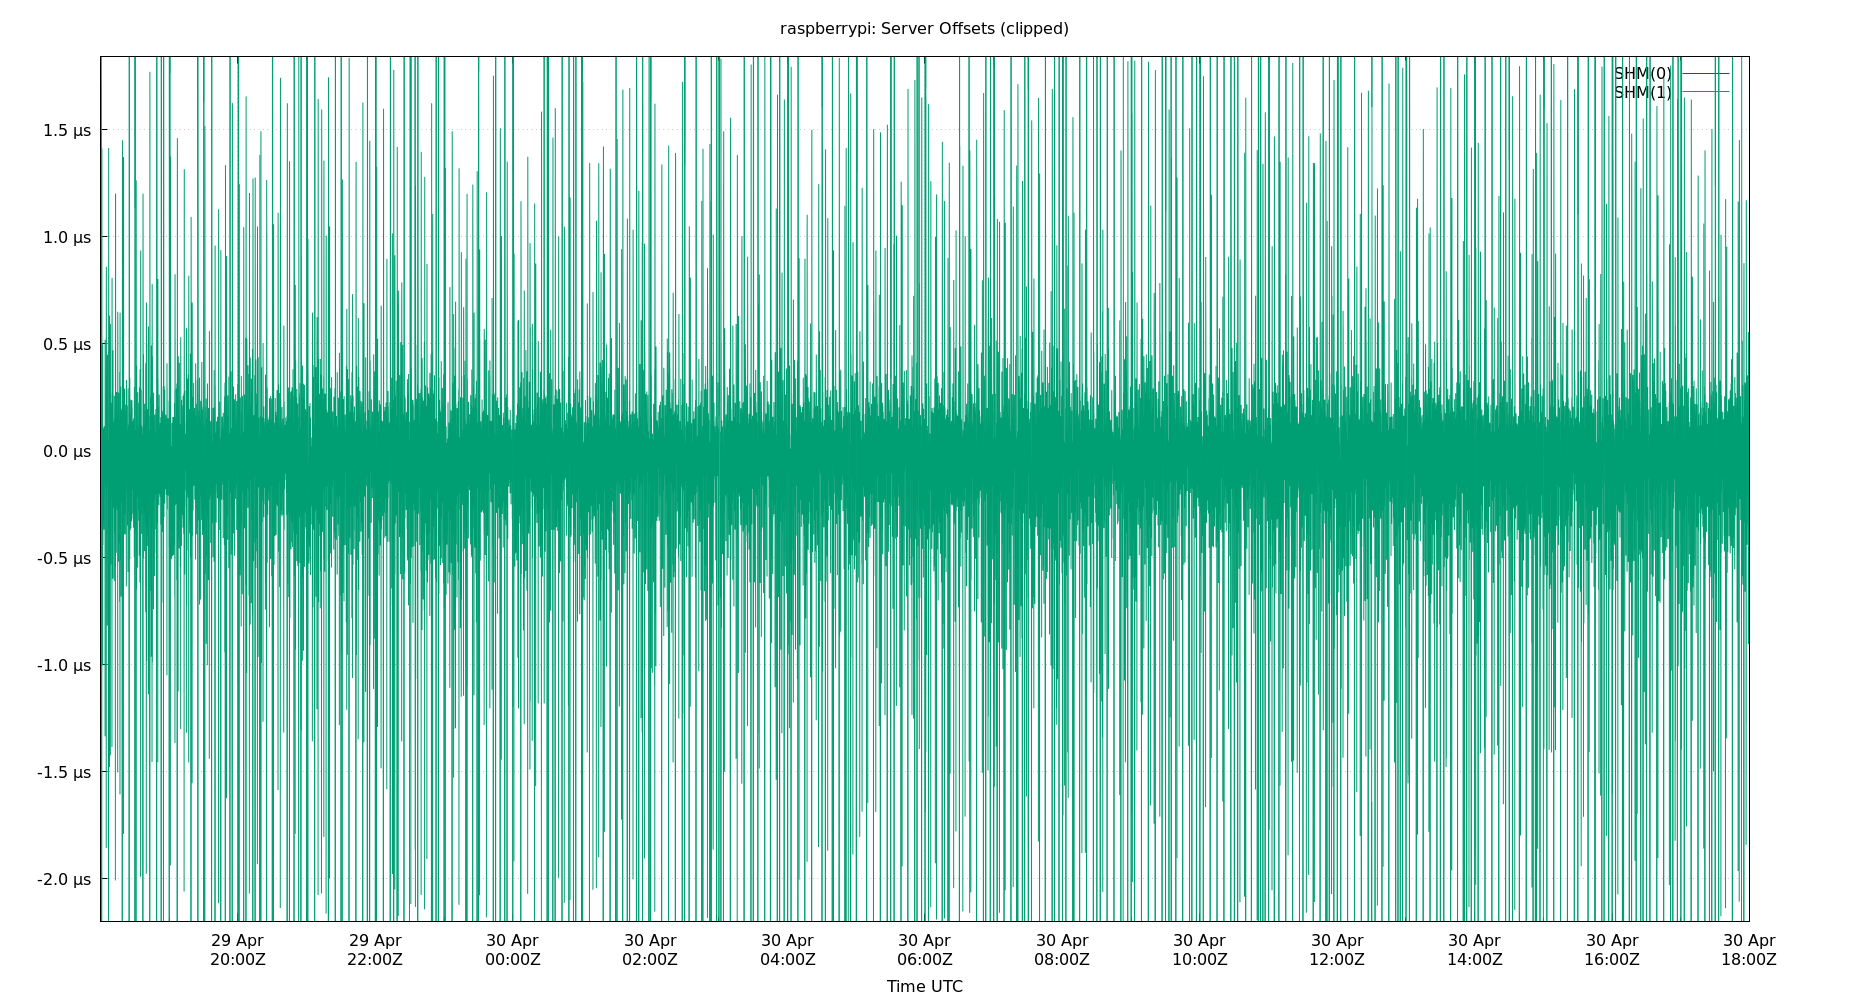 raspberrypi: Server Offsets (clipped)
SHM(0)
SHM(1)
1.5 µs
1.0 µs
0.5 µs
0.0 µs
-0.5 µs
-1.0 µs
-1.5 µs
-2.0 µs
29 Apr 29 Apr 30 Apr 30 Apr 30 Apr 30 Apr 30 Apr 30 Apr 30 Apr 30 Apr 30 Apr 30 Apr
20:00Z 22:00Z 00:00Z 02:00Z 04:00Z 06:00Z 08:00Z 10:00Z 12:00Z 14:00Z 16:00Z 18:00Z
Time UTC